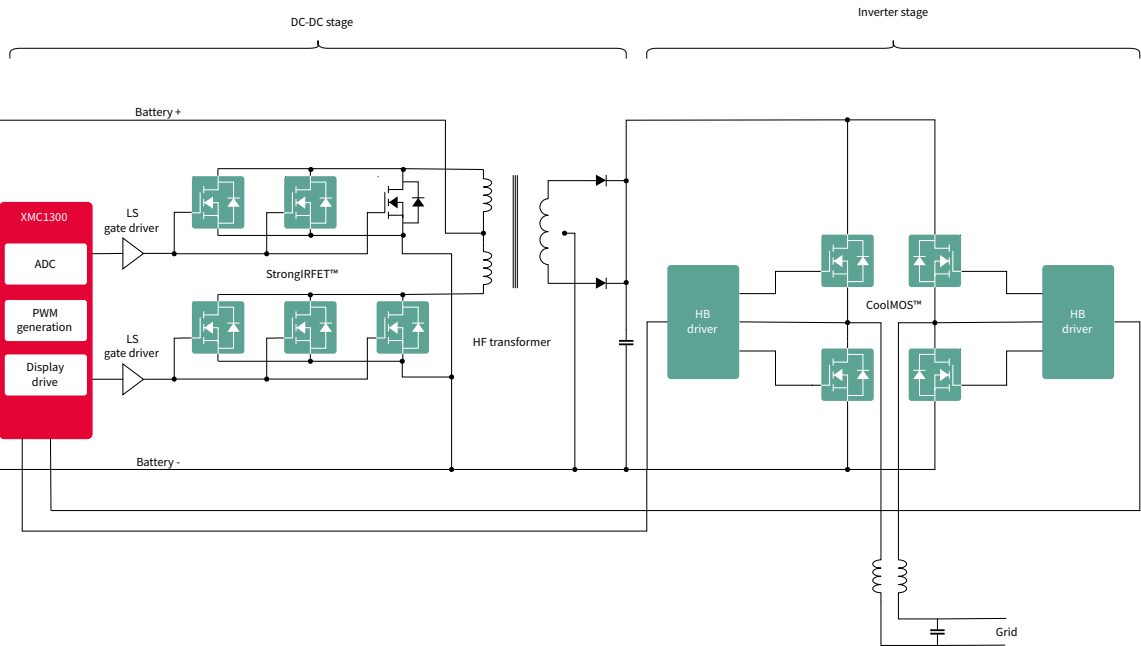 DC-DC stage
Inverter stage
Battery +
XMC1300
ADC
PWM
generation
Display
drive
LS
gate driver
StrongIRFET™
LS
gate driver
HF transformer
HB
driver
CoolMOS™
HB
driver
Battery -
Grid